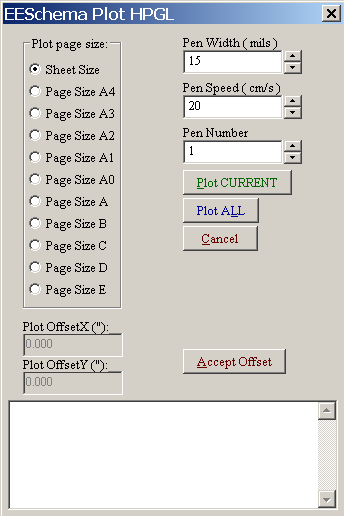 EESchema Plot HPGL
Plot page size:
Sheet Size
Page Size A4
Page Size A3
Page Size A2
Page Size A1
Page Size A0
Page Size A
Page Size B
Page Size C
Page Size D
Page Size E
Pen Width ( mils )
15
Pen Speed ( cm/s )
20
Pen Number
1
Plot CURRENT
Plot ALL
Cancel
Plot OffsetX ("):
0.000
Plot OffsetY ("):
0.000
Accept Offset